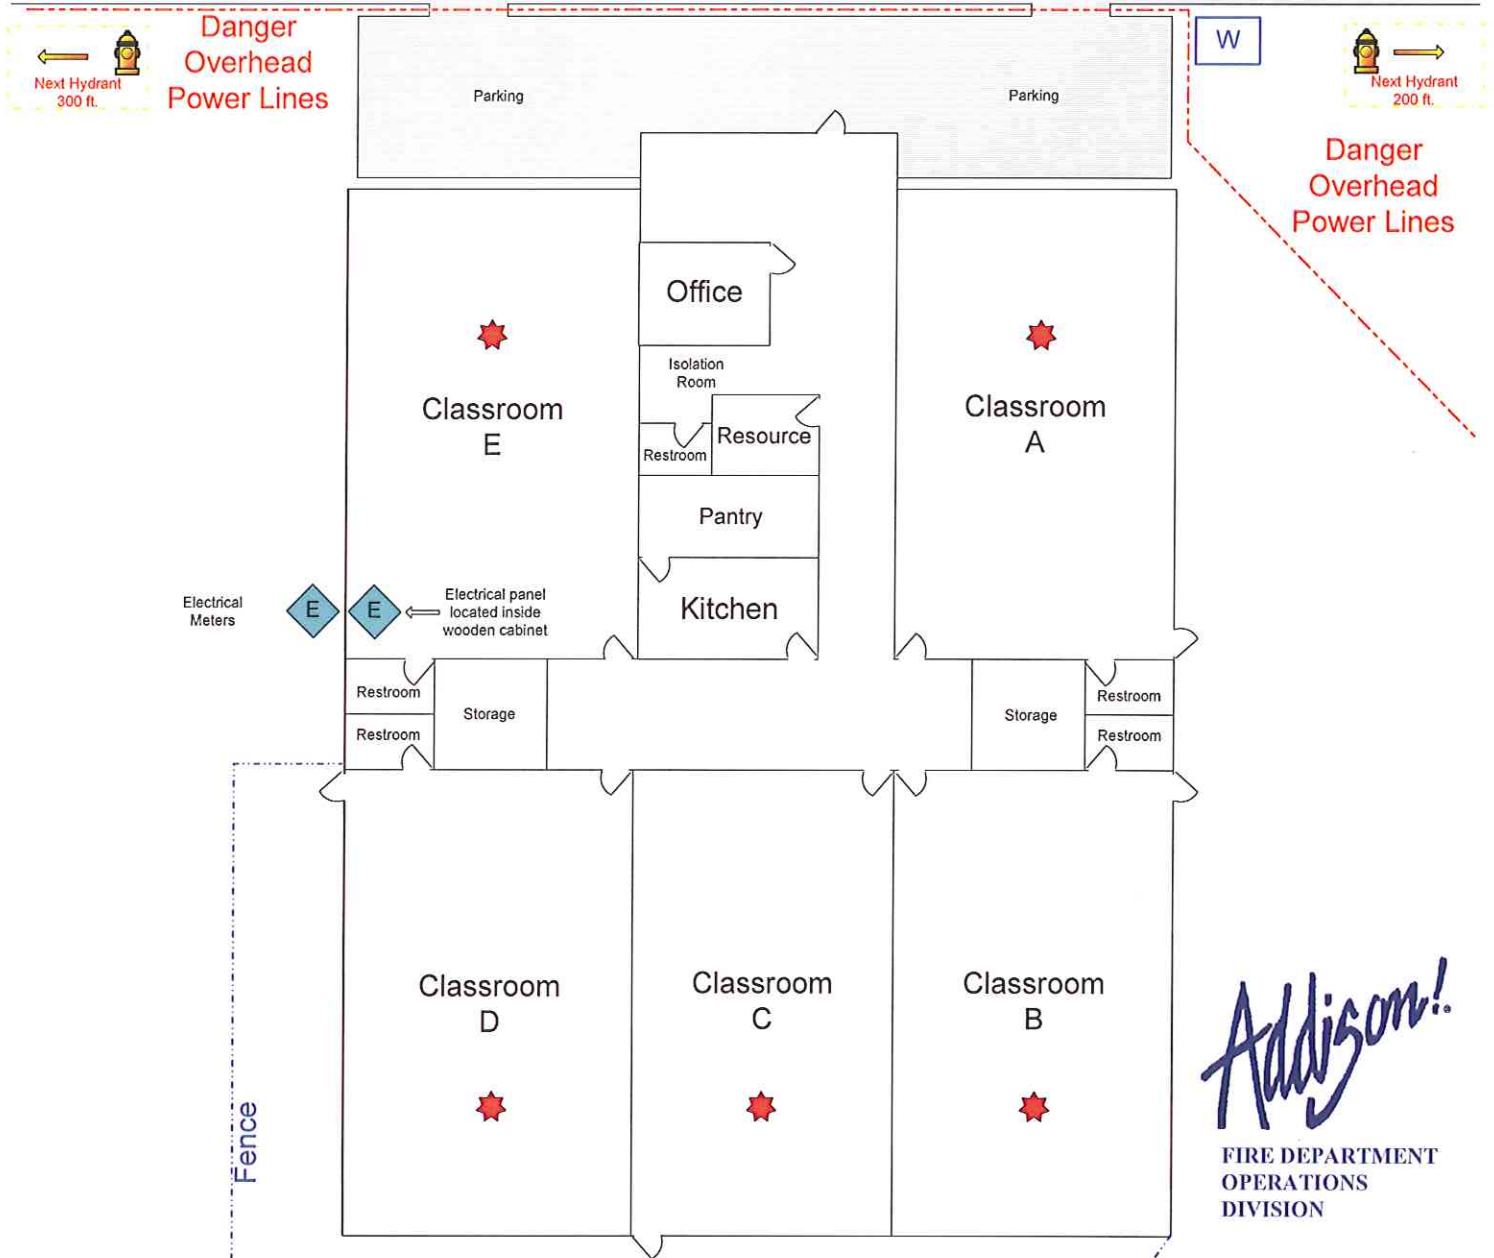 Danger
Overhead
Power Lines
Next Hydrant
300 ft.
W
Next Hydrant
200 ft.
Parking
Parking
Danger
Overhead
Power Lines
Office
Isolation
Room
Classroom
E
Classroom
A
Resource
Restroom
Pantry
Electrical
Meters
E
E
Electrical panel
located inside
wooden cabinet
Kitchen
Restroom
Storage
Restroom
Storage
Restroom
Restroom
Classroom
D
Classroom
C
Classroom
B
Fence
Addison!
FIRE DEPARTMENT
OPERATIONS
DIVISION